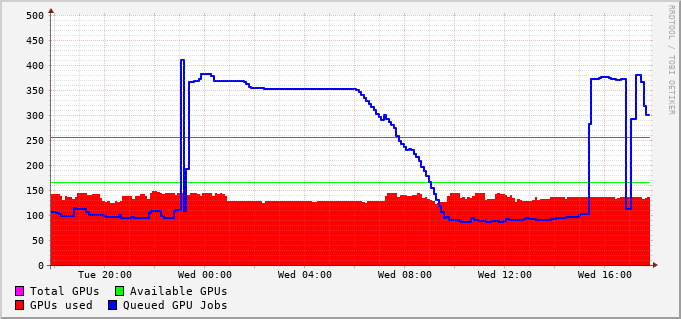 500
450
400
350
300
250
200
150
100
50
0
Tue 20:00 Wed 00:00 Wed 04:00 Wed 08:00 Wed 12:00 Wed 16:00
Total GPUs Available GPUs
GPUs used Queued GPU Jobs
RRDTOOL / TOBI OETIKER